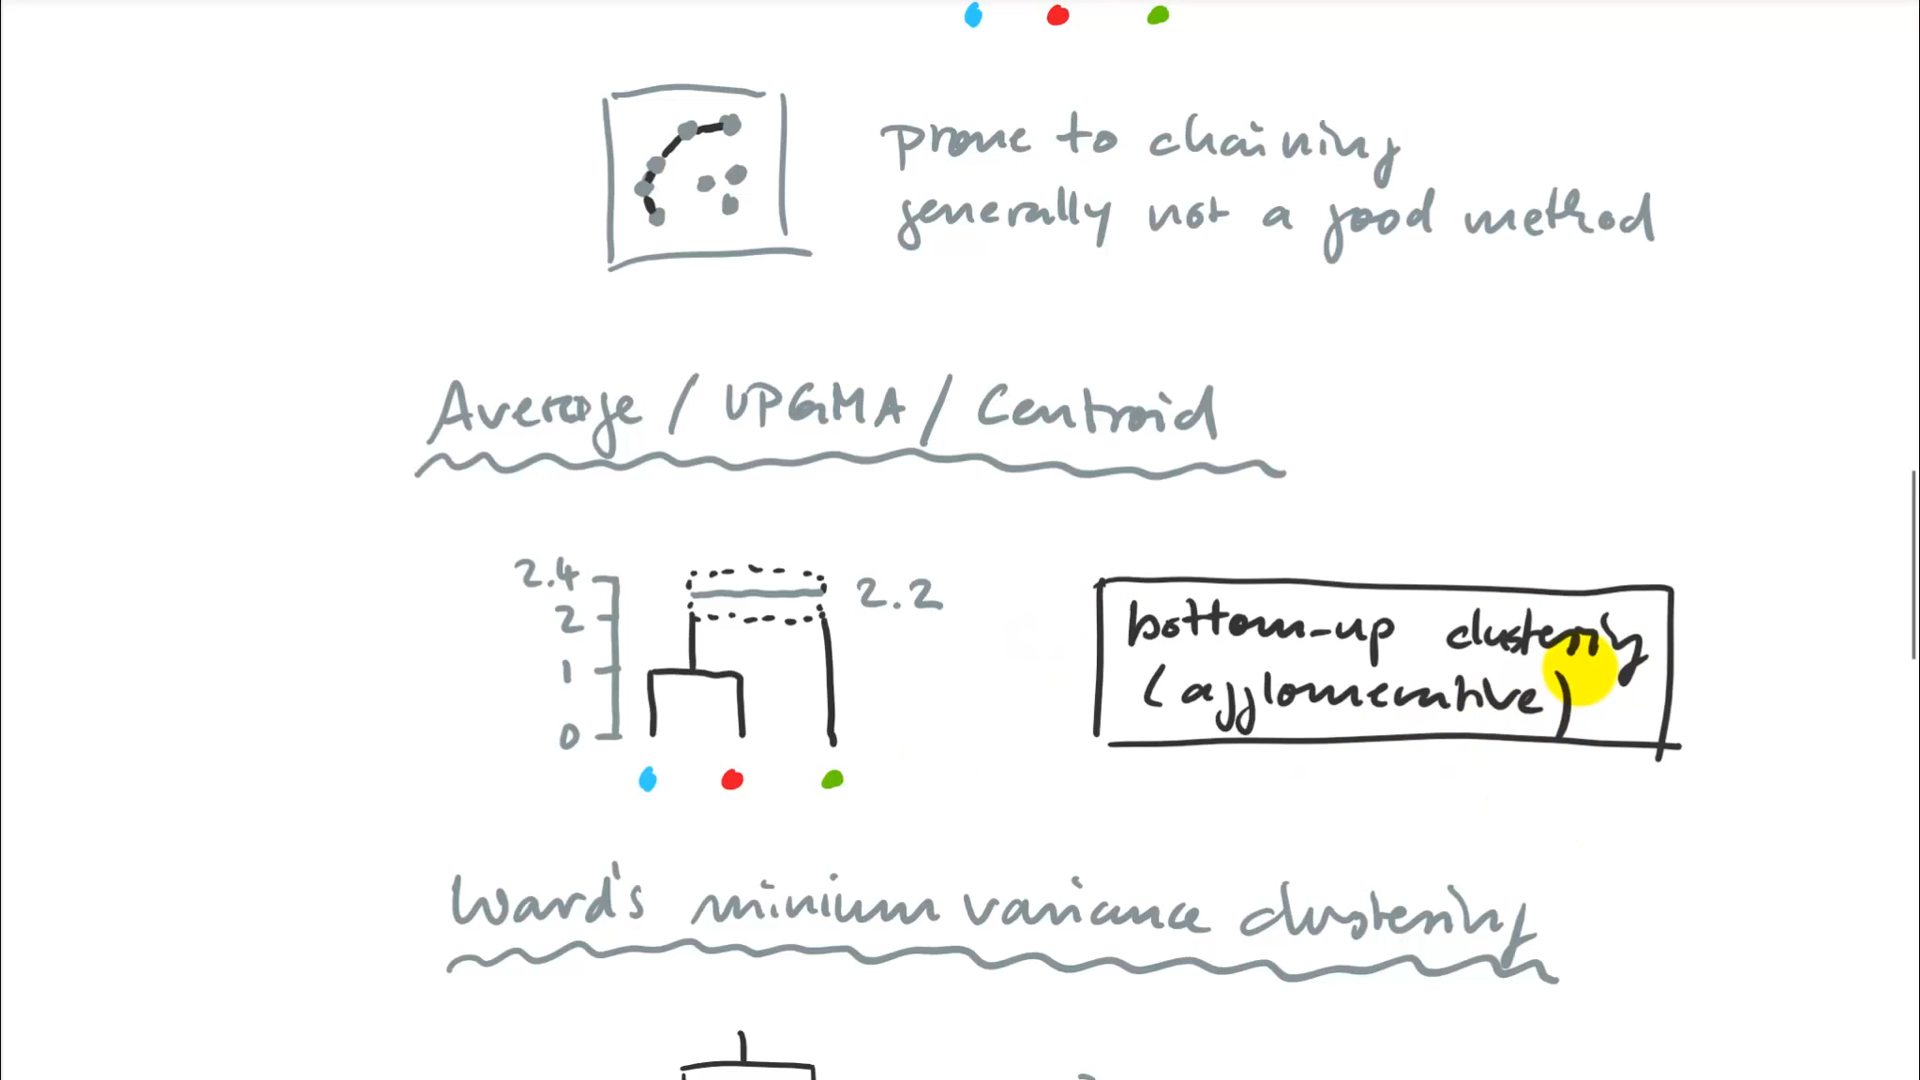 prone to chaining
generally not a good method
Average / UPGMA / Centroid
2.4
2
1
0
2.2
bottom-up clustering
(agglomerative)
Ward's minium variance clustering